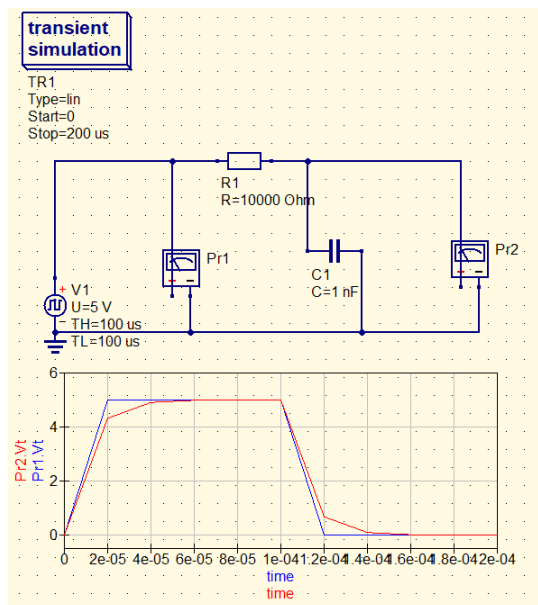 transient
simulation
TR1
Type=lin
Start=0
Stop=200 us
R1
R=10000 Ohm
Pr1
Pr2
C1
C=1 nF
V1
U=5 V
TH=100 us
TL=100 us
+
−
6
4
2
0
Pr2.Vt
Pr1.Vt
0 2e-05 4e-05 6e-05 8e-05 1e-04 1.2e-04 1.4e-04 1.6e-04 1.8e-04 2e-04
time
time